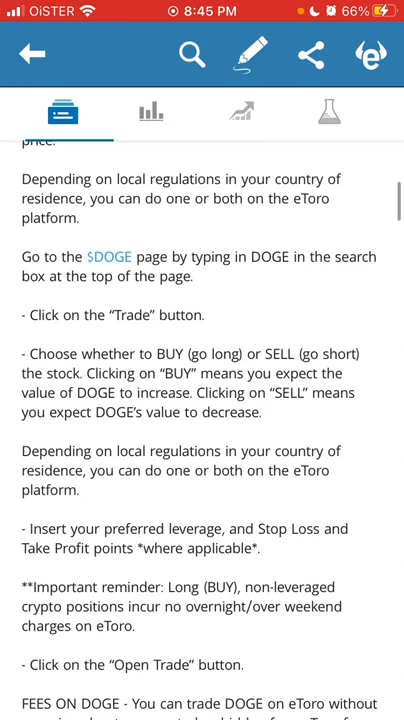 OiSTER 8:45 PM 66%
e
price.
Depending on local regulations in your country of
residence, you can do one or both on the eToro
platform.
Go to the $DOGE page by typing in DOGE in the search
box at the top of the page.
- Click on the “Trade” button.
- Choose whether to BUY (go long) or SELL (go short)
the stock. Clicking on “BUY” means you expect the
value of DOGE to increase. Clicking on “SELL” means
you expect DOGE’s value to decrease.
Depending on local regulations in your country of
residence, you can do one or both on the eToro
platform.
- Insert your preferred leverage, and Stop Loss and
Take Profit points *where applicable*.
**Important reminder: Long (BUY), non-leveraged
crypto positions incur no overnight/over weekend
charges on eToro.
- Click on the “Open Trade” button.
FEES ON DOGE - You can trade DOGE on eToro without